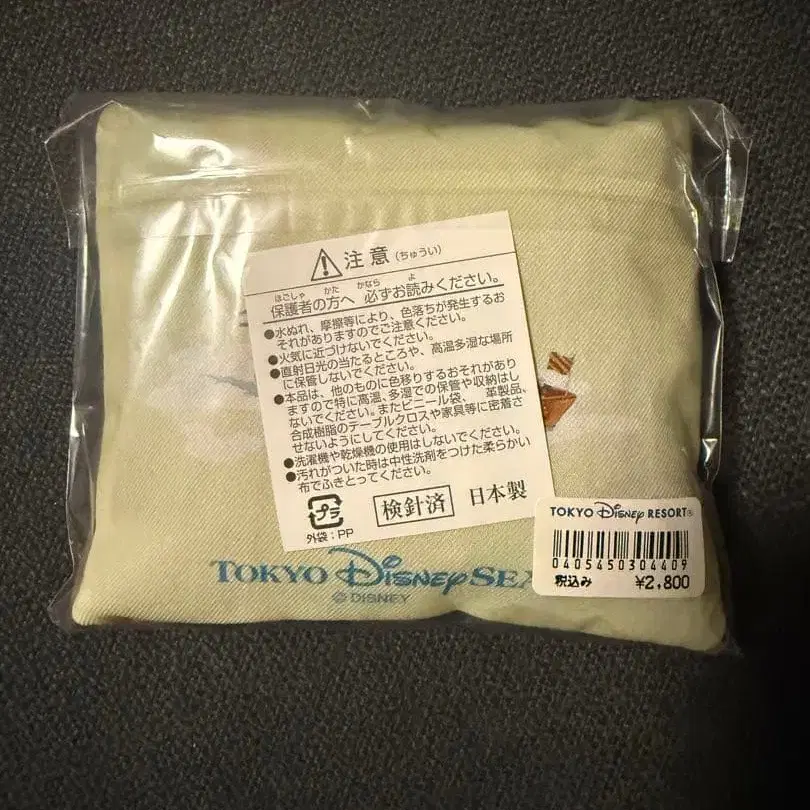 注意(ちゅうい)
保護者の方へ 必ずお読みください。
●水ぬれ、摩擦等により、色落ちが発生するお
それがありますのでご注意ください。
●火気に近づけないでください。
●直射日光の当たるところや、高温多湿な場所
に保管しないでください。
●本品は、他のものに色移りするおそれがあり
ますので特に高温、多湿での保管や収納はし
ないでください。またビニール袋、革製品、
合成樹脂のテーブルクロスや家具等に密着さ
せないようにしてください。
●洗濯機や乾燥機の使用はしないでください。
●汚れがついた時は中性洗剤をつけた柔らかい
布でふきとってください。
プラ
外袋:PP
検針済
日本製
TOKYO DISNEY RESORT®
0405450304409
税込み ¥2,800
TOKYO DISNEYSEA
© DISNEY